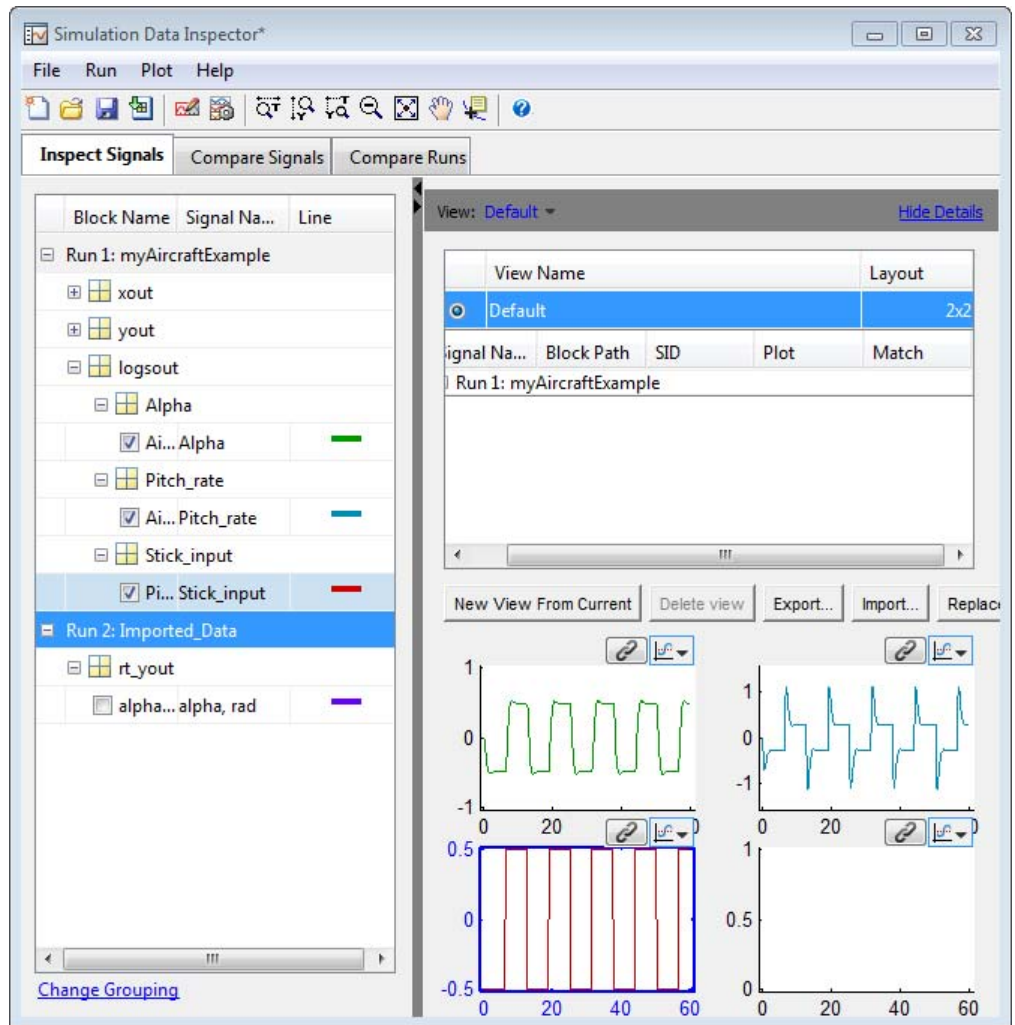 Simulation Data Inspector*
File Run Plot Help
Inspect Signals Compare Signals Compare Runs
Block Name Signal Na... Line
Run 1: myAircraftExample
xout
yout
logsout
Alpha
Ai... Alpha
Pitch_rate
Ai... Pitch_rate
Stick_input
Pi... Stick_input
Run 2: Imported_Data
rt_yout
alpha... alpha, rad
Change Grouping
View: Default Hide Details
View Name Layout
Default 2x2
ignal Na... Block Path SID Plot Match
Run 1: myAircraftExample
New View From Current Delete view Export... Import... Replac
1
0
-1
0 20
1
0
-1
0 20
0.5
0
-0.5
0 20 40 60
1
0.5
0
0 20 40 60